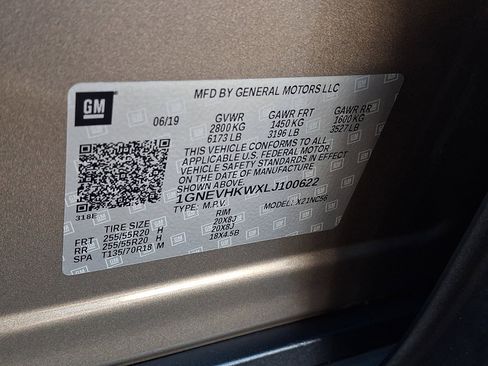 GM
MFD BY GENERAL MOTORS LLC
06/19 GVWR GAWR FRT GAWR RR
2800 KG 1450 KG 1600 KG
6173 LB 3196 LB 3527 LB
THIS VEHICLE CONFORMS TO ALL
APPLICABLE U.S. FEDERAL MOTOR
VEHICLE SAFETY STANDARDS IN EFFECT
ON THE DATE OF MANUFACTURE
SHOWN ABOVE.
1GNEVHKWXLJ100622
318E TYPE: M.P.V. MODEL: X21NC56
TIRE SIZE RIM
FRT 255/55R20 H 20X8J
RR 255/55R20 H 20X8J
SPA T135/70R18 M 18X4.5B